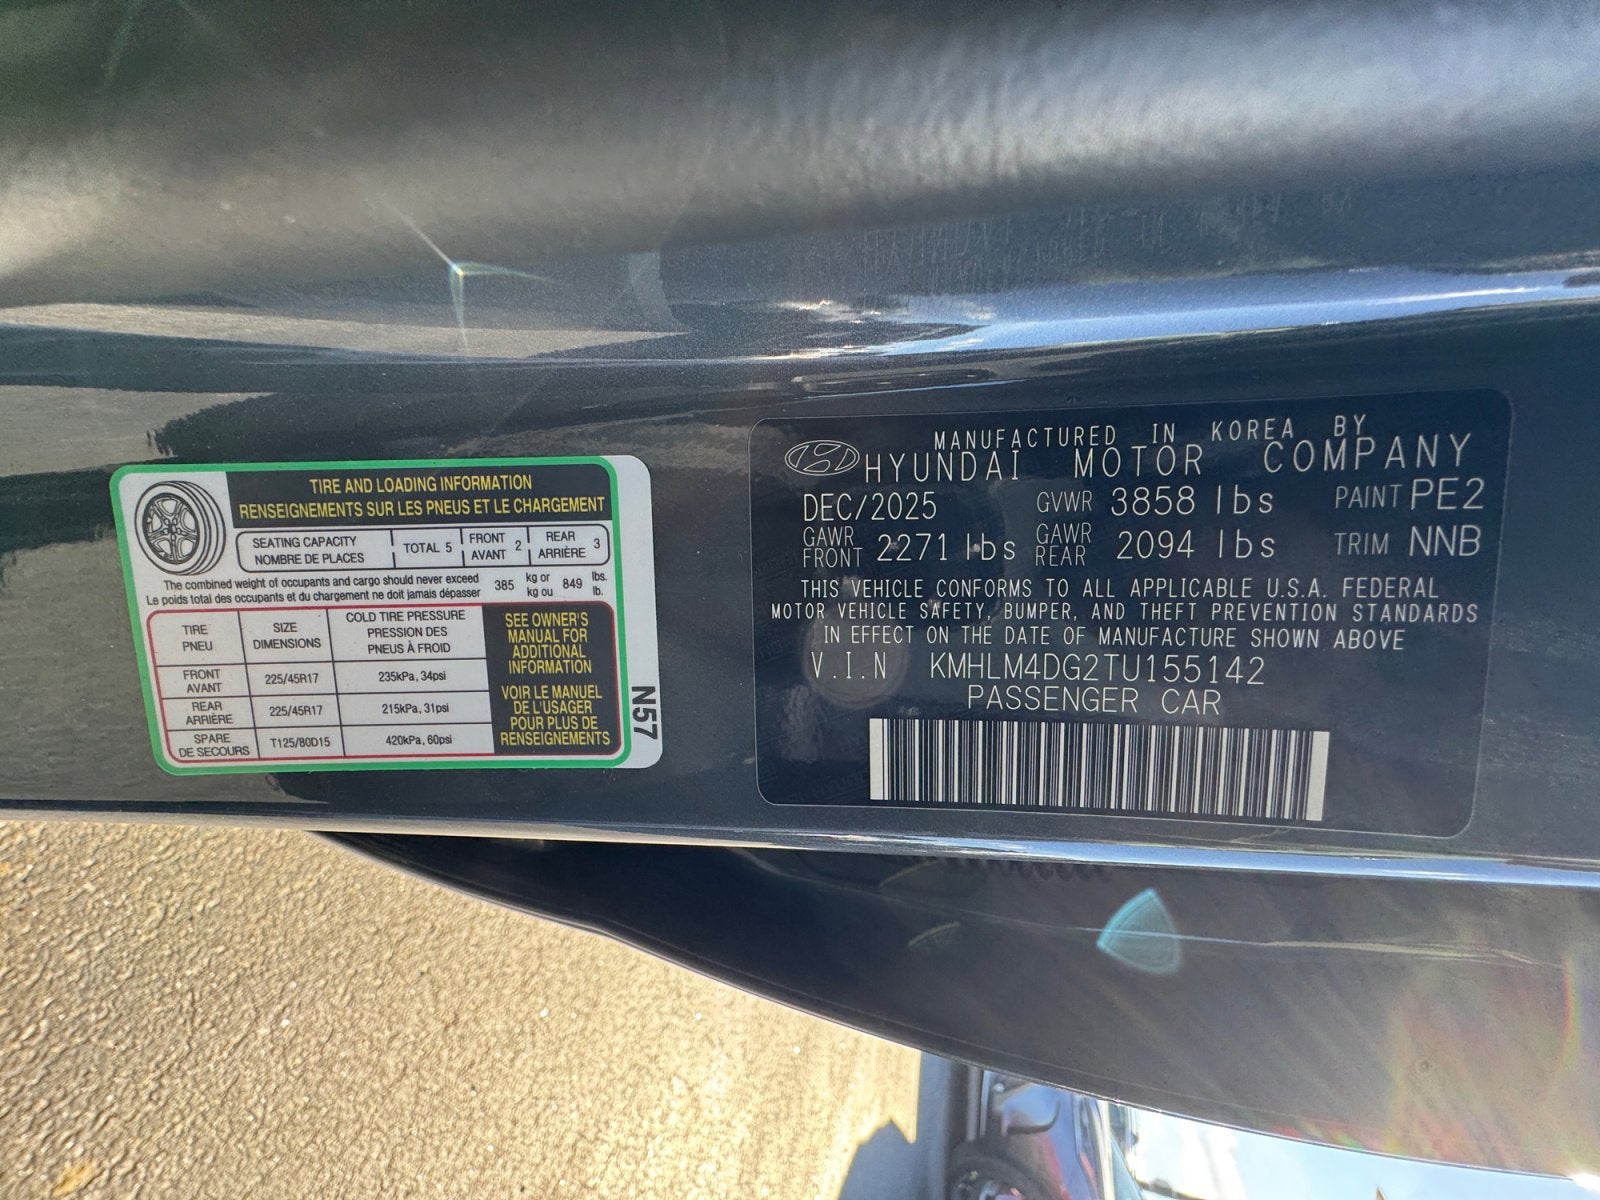 TIRE AND LOADING INFORMATION
RENSEIGNEMENTS SUR LES PNEUS ET LE CHARGEMENT
SEATING CAPACITY
NOMBRE DE PLACES
TOTAL 5
FRONT
AVANT 2
REAR
ARRIÈRE 3
The combined weight of occupants and cargo should never exceed 385 kg or 849 lbs.
Le poids total des occupants et du chargement ne doit jamais dépasser kg ou lb.
TIRE
PNEU
SIZE
DIMENSIONS
COLD TIRE PRESSURE
PRESSION DES
PNEUS À FROID
FRONT
AVANT
225/45R17
235kPa, 34psi
REAR
ARRIÈRE
225/45R17
215kPa, 31psi
SPARE
DE SECOURS
T125/80D15
420kPa, 60psi
SEE OWNER'S
MANUAL FOR
ADDITIONAL
INFORMATION
VOIR LE MANUEL
DE L'USAGER
POUR PLUS DE
RENSEIGNEMENTS
N57
MANUFACTURED IN KOREA BY
HYUNDAI MOTOR COMPANY
DEC/2025 GVWR 3858 lbs PAINT PE2
GAWR FRONT 2271 lbs GAWR REAR 2094 lbs TRIM NNB
THIS VEHICLE CONFORMS TO ALL APPLICABLE U.S.A. FEDERAL
MOTOR VEHICLE SAFETY, BUMPER, AND THEFT PREVENTION STANDARDS
IN EFFECT ON THE DATE OF MANUFACTURE SHOWN ABOVE
V.I.N KMHLM4DG2TU155142
PASSENGER CAR